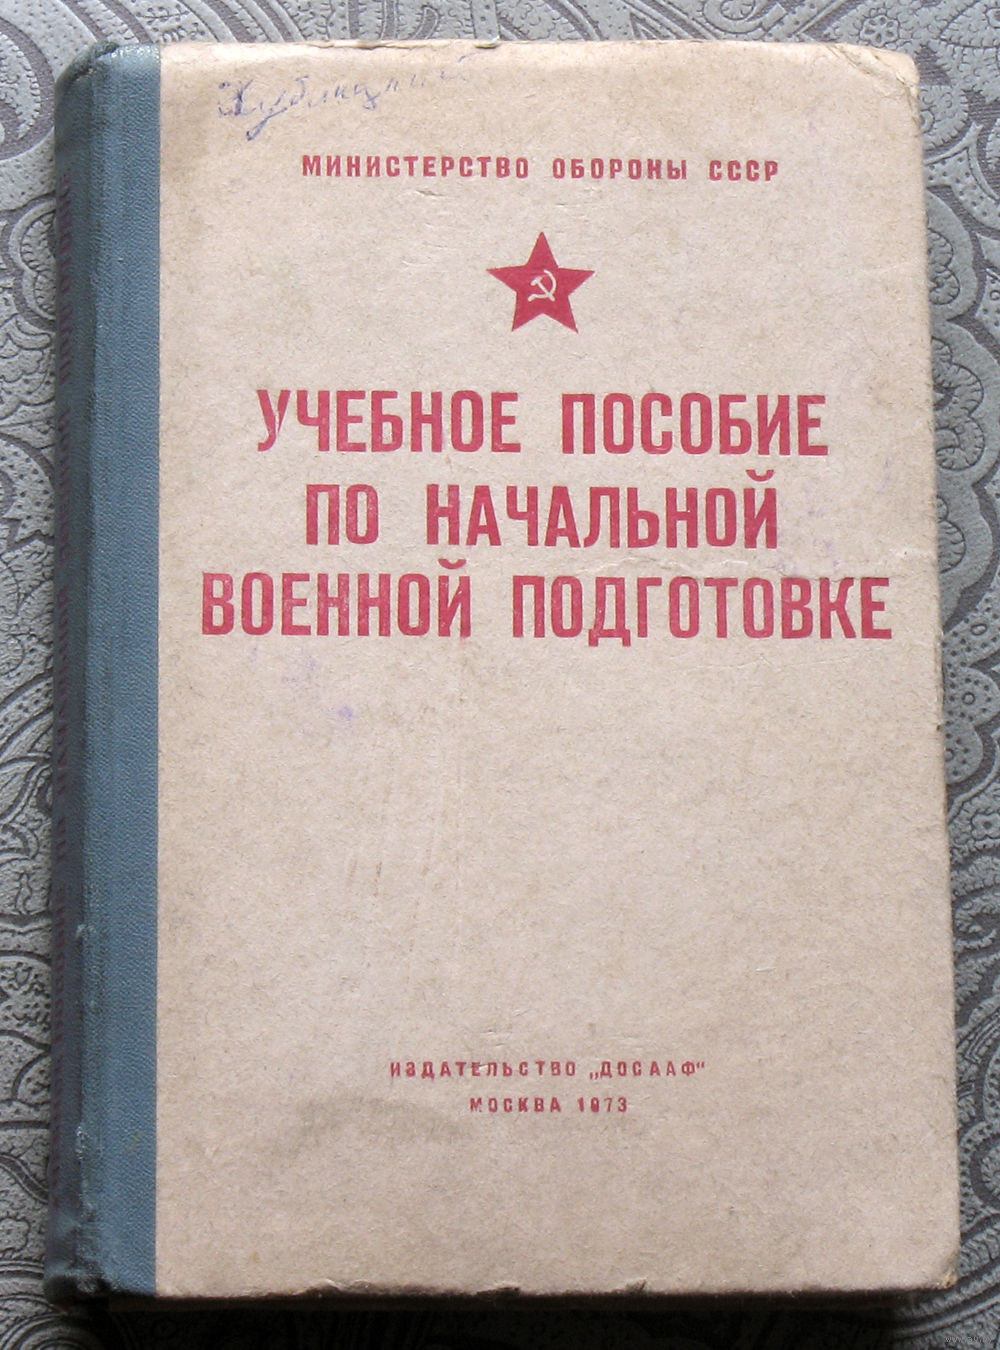 МИНИСТЕРСТВО ОБОРОНЫ СССР
УЧЕБНОЕ ПОСОБИЕ
ПО НАЧАЛЬНОЙ
ВОЕННОЙ ПОДГОТОВКЕ
ИЗДАТЕЛЬСТВО „ДОСААФ"
МОСКВА 1973